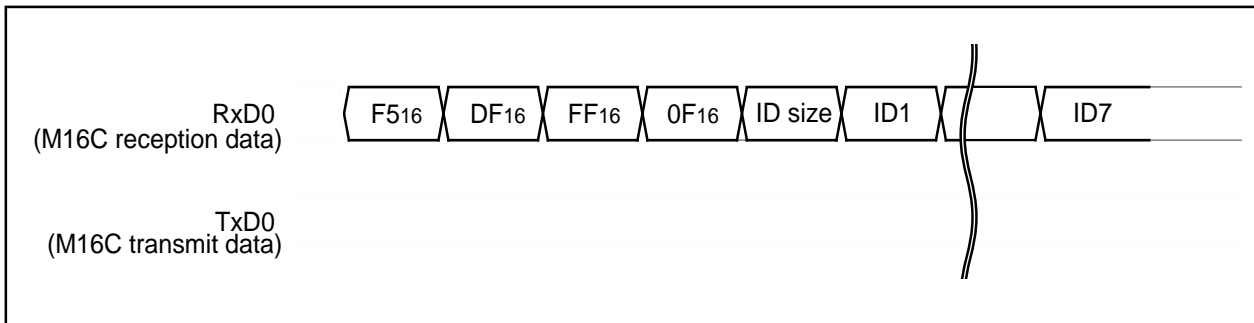 RxD0 F516 DF16 FF16 0F16 ID size ID1 ID7
(M16C reception data)
TxD0
(M16C transmit data)